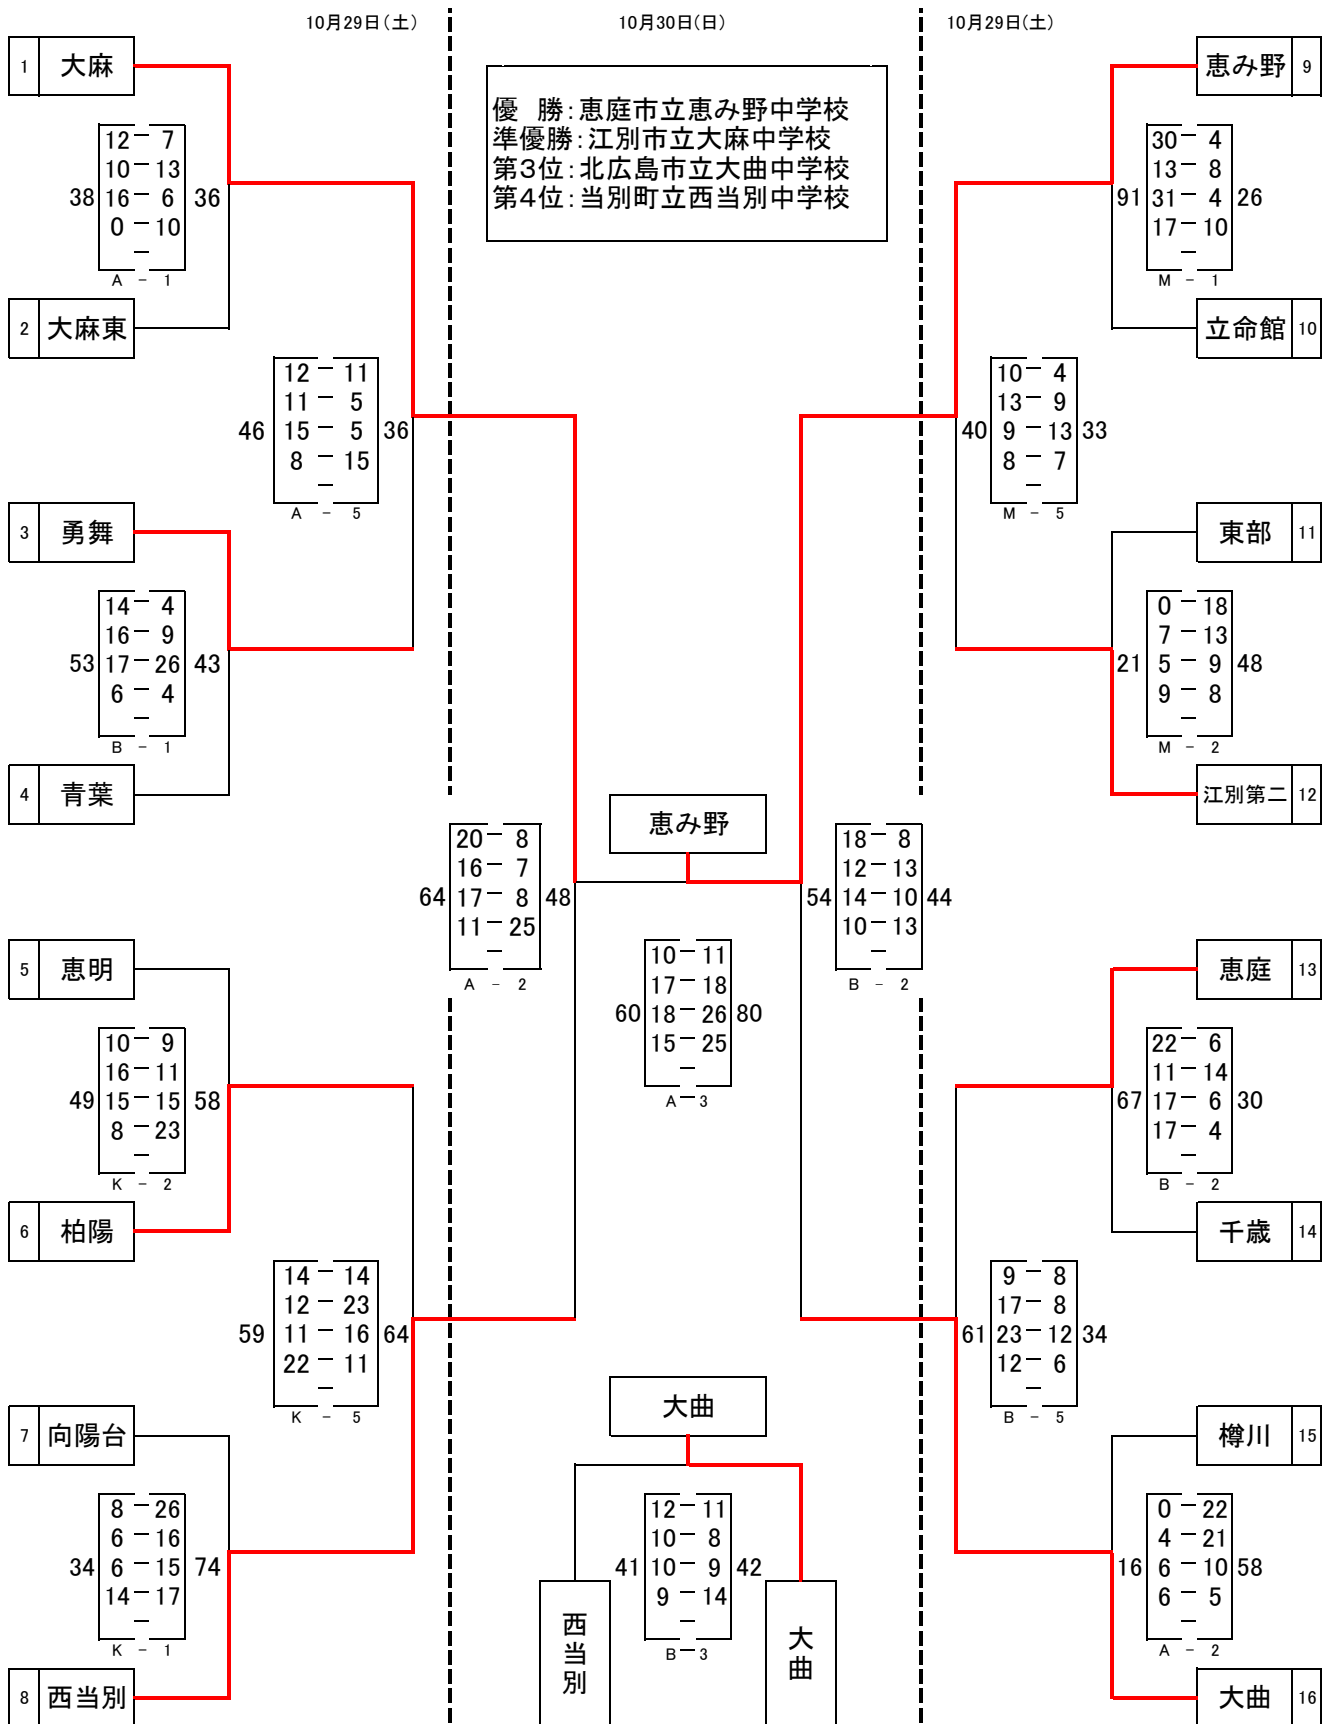 10月29日(土)
10月30日(日)
10月29日(土)
優　勝:恵庭市立恵み野中学校
準優勝:江別市立大麻中学校
第3位:北広島市立大曲中学校
第4位:当別町立西当別中学校
1 大麻
38 36
12 - 7
10 - 13
16 - 6
0 - 10
-
A - 1
2 大麻東
46 36
12 - 11
11 - 5
15 - 5
8 - 15
-
A - 5
3 勇舞
53 43
14 - 4
16 - 9
17 - 26
6 - 4
-
B - 1
4 青葉
64 48
20 - 8
16 - 7
17 - 8
11 - 25
-
A - 2
5 恵明
49 58
10 - 9
16 - 11
15 - 15
8 - 23
-
K - 2
6 柏陽
59 64
14 - 14
12 - 23
11 - 16
22 - 11
-
K - 5
7 向陽台
34 74
8 - 26
6 - 16
6 - 15
14 - 17
-
K - 1
8 西当別
恵み野
60 80
10 - 11
17 - 18
18 - 26
15 - 25
-
A - 3
大曲
41 42
12 - 11
10 - 8
10 - 9
9 - 14
-
B - 3
西当別
大曲
恵み野 9
91 26
30 - 4
13 - 8
31 - 4
17 - 10
-
M - 1
立命館 10
40 33
10 - 4
13 - 9
9 - 13
8 - 7
-
M - 5
東部 11
21 48
0 - 18
7 - 13
5 - 9
9 - 8
-
M - 2
江別第二 12
54 44
18 - 8
12 - 13
14 - 10
10 - 13
-
B - 2
恵庭 13
67 30
22 - 6
11 - 14
17 - 6
17 - 4
-
B - 2
千歳 14
61 34
9 - 8
17 - 8
23 - 12
12 - 6
-
B - 5
樽川 15
16 58
0 - 22
4 - 21
6 - 10
6 - 5
-
A - 2
大曲 16